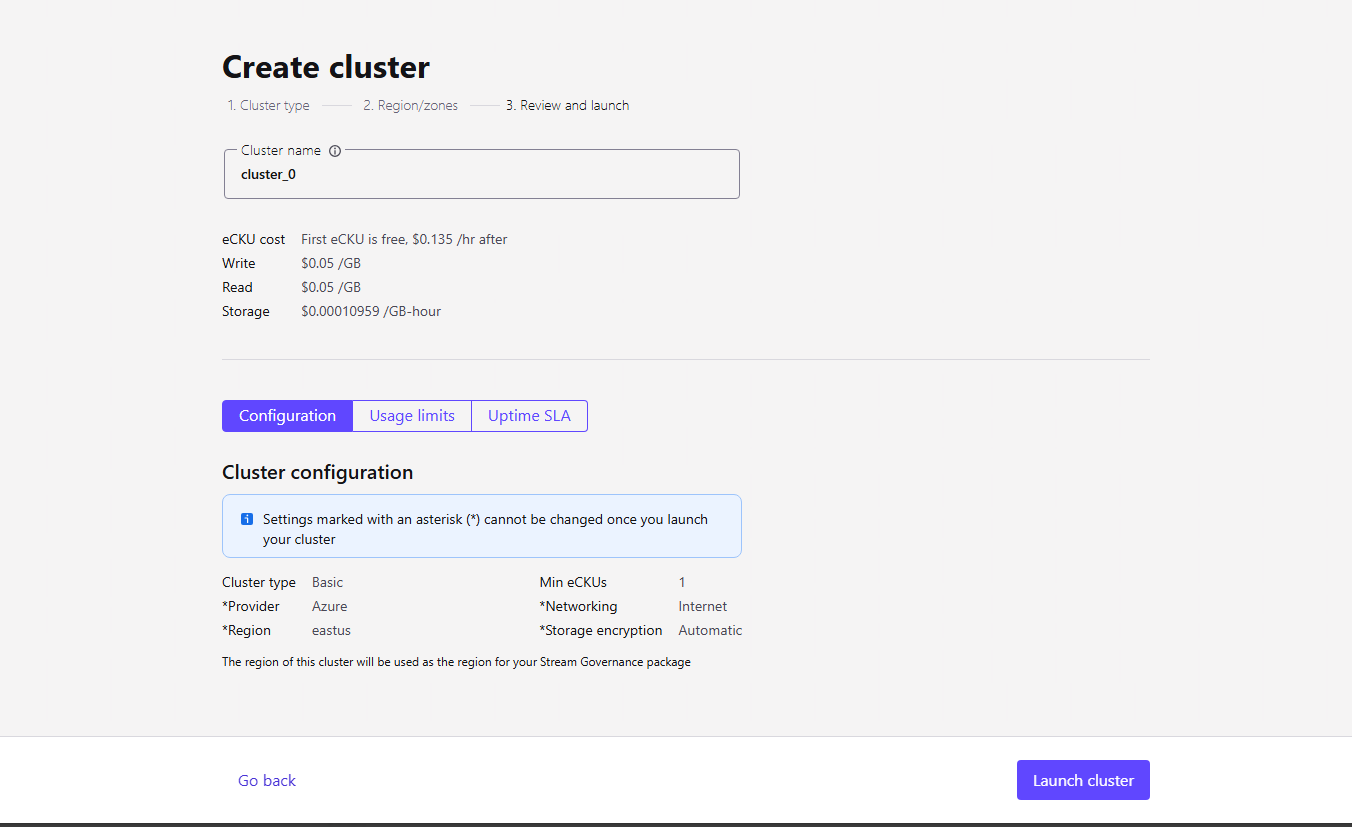 Create cluster
1. Cluster type 2. Region/zones 3. Review and launch
Cluster name
cluster_0
eCKU cost First eCKU is free, $0.135 /hr after
Write $0.05 /GB
Read $0.05 /GB
Storage $0.00010959 /GB-hour
Configuration Usage limits Uptime SLA
Cluster configuration
Settings marked with an asterisk (*) cannot be changed once you launch
your cluster
Cluster type Basic Min eCKUs 1
*Provider Azure *Networking Internet
*Region eastus *Storage encryption Automatic
The region of this cluster will be used as the region for your Stream Governance package
Go back Launch cluster